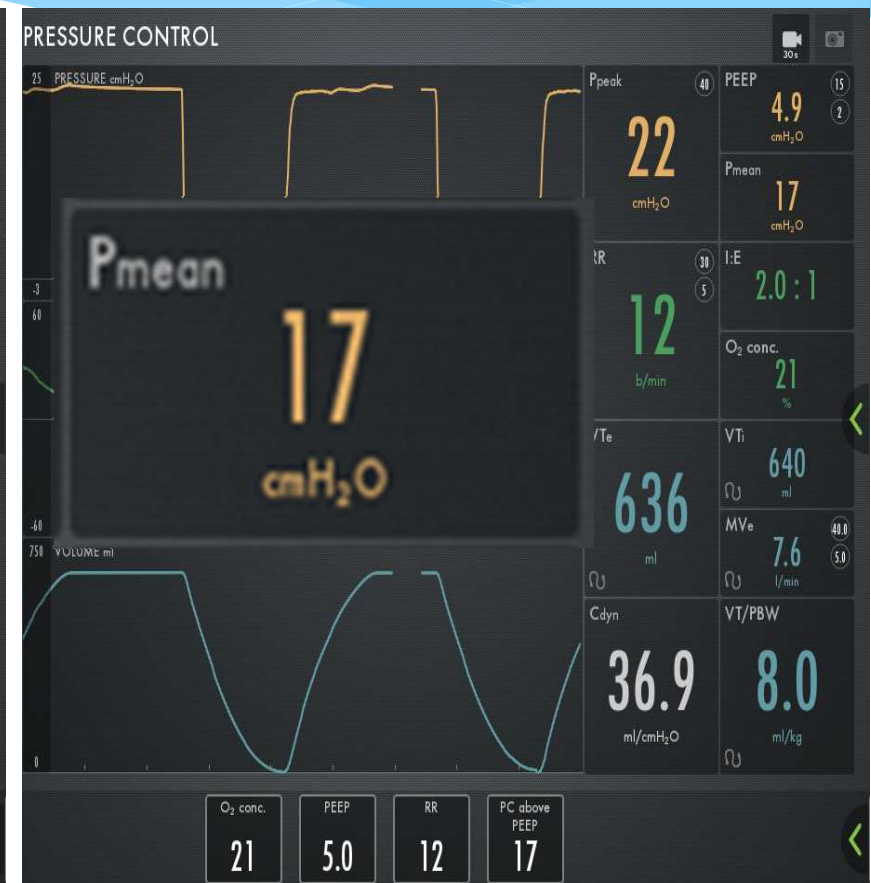 PRESSURE CONTROL
30s
25 PRESSURE cmH₂O
-3
60
-60
750 VOLUME ml
0
Pmean
17
cmH₂O
Ppeak 40
22
cmH₂O
PEEP 15
4.9 2
cmH₂O
Pmean
17
cmH₂O
RR 30
5
12
b/min
I:E
2.0 : 1
O₂ conc.
21
%
VTe
636
ml
VTi
640
ml
MVe 40.0
7.6 5.0
l/min
Cdyn
36.9
ml/cmH₂O
VT/PBW
8.0
ml/kg
O₂ conc. PEEP RR PC above
PEEP
21 5.0 12 17